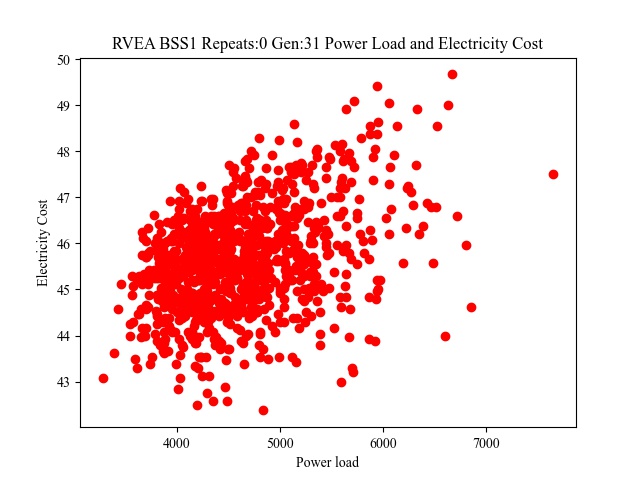 RVEA BSS1 Repeats:0 Gen:31 Power Load and Electricity Cost
50
49
48
47
46
45
44
43
Electricity Cost
4000 5000 6000 7000
Power load